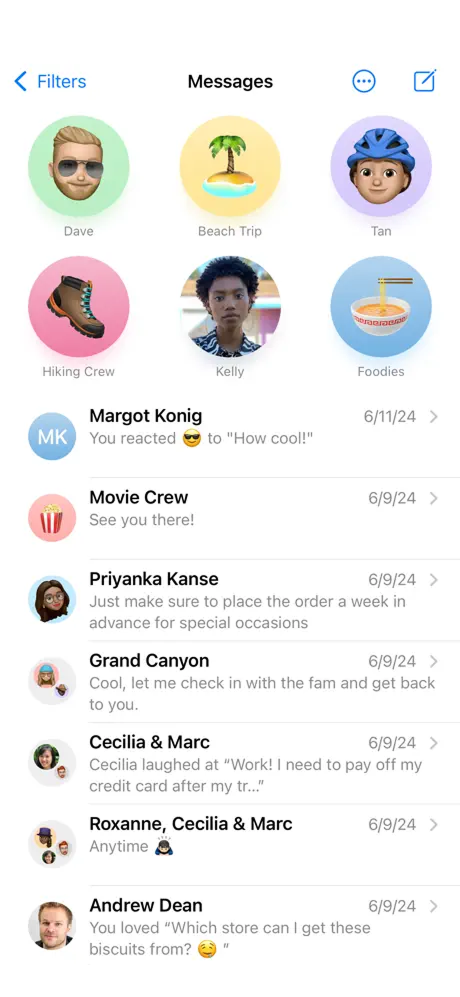 Filters
Messages
Dave
Beach Trip
Tan
Hiking Crew
Kelly
Foodies
MK
Margot Konig
6/11/24
You reacted 😎 to "How cool!"
Movie Crew
6/9/24
See you there!
Priyanka Kanse
6/9/24
Just make sure to place the order a week in
advance for special occasions
Grand Canyon
6/9/24
Cool, let me check in with the fam and get back
to you.
Cecilia & Marc
6/9/24
Cecilia laughed at “Work! I need to pay off my
credit card after my tr...”
Roxanne, Cecilia & Marc
6/9/24
Anytime 🙇🏻‍♂️
Andrew Dean
6/9/24
You loved “Which store can I get these
biscuits from? 🤤 ”